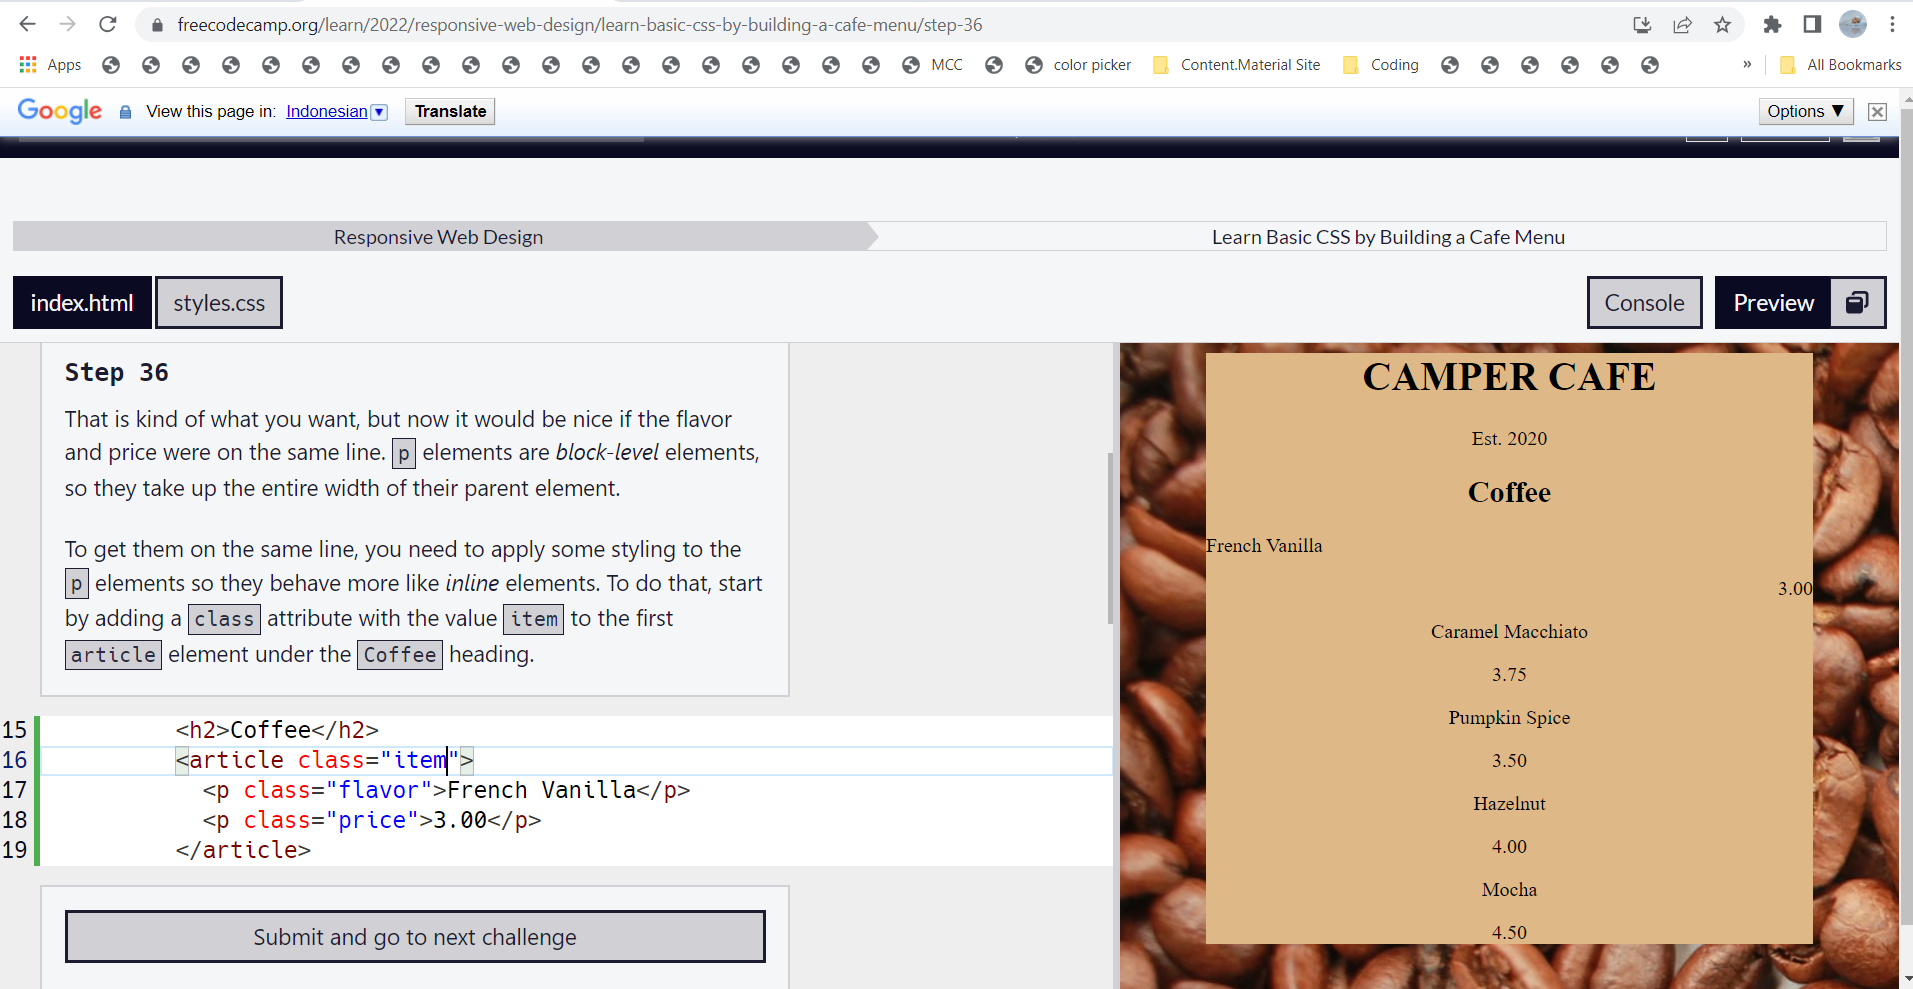 freecodecamp.org/learn/2022/responsive-web-design/learn-basic-css-by-building-a-cafe-menu/step-36
Apps MCC color picker Content.Material Site Coding » All Bookmarks
Google View this page in: Indonesian Translate Options ▼
Responsive Web Design Learn Basic CSS by Building a Cafe Menu
index.html styles.css Console Preview
Step 36
That is kind of what you want, but now it would be nice if the flavor
and price were on the same line. p elements are block-level elements,
so they take up the entire width of their parent element.
To get them on the same line, you need to apply some styling to the
p elements so they behave more like inline elements. To do that, start
by adding a class attribute with the value item to the first
article element under the Coffee heading.
15 <h2>Coffee</h2>
16 <article class="item">
17 <p class="flavor">French Vanilla</p>
18 <p class="price">3.00</p>
19 </article>
Submit and go to next challenge
CAMPER CAFE
Est. 2020
Coffee
French Vanilla
3.00
Caramel Macchiato
3.75
Pumpkin Spice
3.50
Hazelnut
4.00
Mocha
4.50